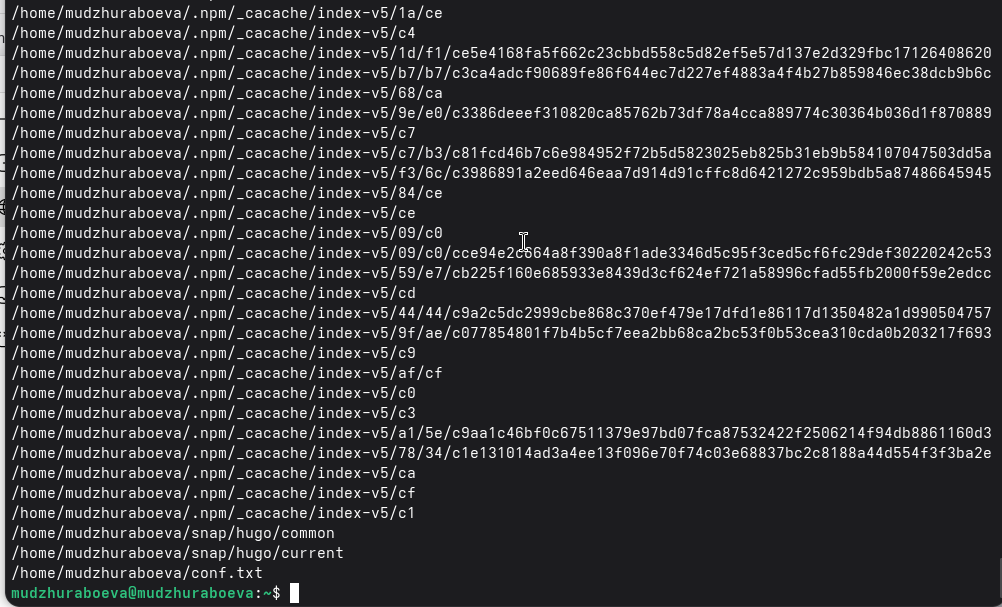 /home/mudzhuraboeva/.npm/_cacache/index-v5/1a/ce
/home/mudzhuraboeva/.npm/_cacache/index-v5/c4
/home/mudzhuraboeva/.npm/_cacache/index-v5/1d/f1/ce5e4168fa5f662c23cbbd558c5d82ef5e57d137e2d329fbc17126408620
/home/mudzhuraboeva/.npm/_cacache/index-v5/b7/b7/c3ca4adcf90689fe86f644ec7d227ef4883a4f4b27b859846ec38dcb9b6c
/home/mudzhuraboeva/.npm/_cacache/index-v5/68/ca
/home/mudzhuraboeva/.npm/_cacache/index-v5/9e/e0/c3386deeef310820ca85762b73df78a4cca889774c30364b036d1f870889
/home/mudzhuraboeva/.npm/_cacache/index-v5/c7
/home/mudzhuraboeva/.npm/_cacache/index-v5/c7/b3/c81fcd46b7c6e984952f72b5d5823025eb825b31eb9b584107047503dd5a
/home/mudzhuraboeva/.npm/_cacache/index-v5/f3/6c/c3986891a2eed646eaa7d914d91cffc8d6421272c959bdb5a87486645945
/home/mudzhuraboeva/.npm/_cacache/index-v5/84/ce
/home/mudzhuraboeva/.npm/_cacache/index-v5/ce
/home/mudzhuraboeva/.npm/_cacache/index-v5/09/c0
/home/mudzhuraboeva/.npm/_cacache/index-v5/09/c0/cce94e2c664a8f390a8f1ade3346d5c95f3ced5cf6fc29def30220242c53
/home/mudzhuraboeva/.npm/_cacache/index-v5/59/e7/cb225f160e685933e8439d3cf624ef721a58996cfad55fb2000f59e2edcc
/home/mudzhuraboeva/.npm/_cacache/index-v5/cd
/home/mudzhuraboeva/.npm/_cacache/index-v5/44/44/c9a2c5dc2999cbe868c370ef479e17dfd1e86117d1350482a1d990504757
/home/mudzhuraboeva/.npm/_cacache/index-v5/9f/ae/c077854801f7b4b5cf7eea2bb68ca2bc53f0b53cea310cda0b203217f693
/home/mudzhuraboeva/.npm/_cacache/index-v5/c9
/home/mudzhuraboeva/.npm/_cacache/index-v5/af/cf
/home/mudzhuraboeva/.npm/_cacache/index-v5/c0
/home/mudzhuraboeva/.npm/_cacache/index-v5/c3
/home/mudzhuraboeva/.npm/_cacache/index-v5/a1/5e/c9aa1c46bf0c67511379e97bd07fca87532422f2506214f94db8861160d3
/home/mudzhuraboeva/.npm/_cacache/index-v5/78/34/c1e131014ad3a4ee13f096e70f74c03e68837bc2c8188a44d554f3f3ba2e
/home/mudzhuraboeva/.npm/_cacache/index-v5/ca
/home/mudzhuraboeva/.npm/_cacache/index-v5/cf
/home/mudzhuraboeva/.npm/_cacache/index-v5/c1
/home/mudzhuraboeva/snap/hugo/common
/home/mudzhuraboeva/snap/hugo/current
/home/mudzhuraboeva/conf.txt
mudzhuraboeva@mudzhuraboeva:~$